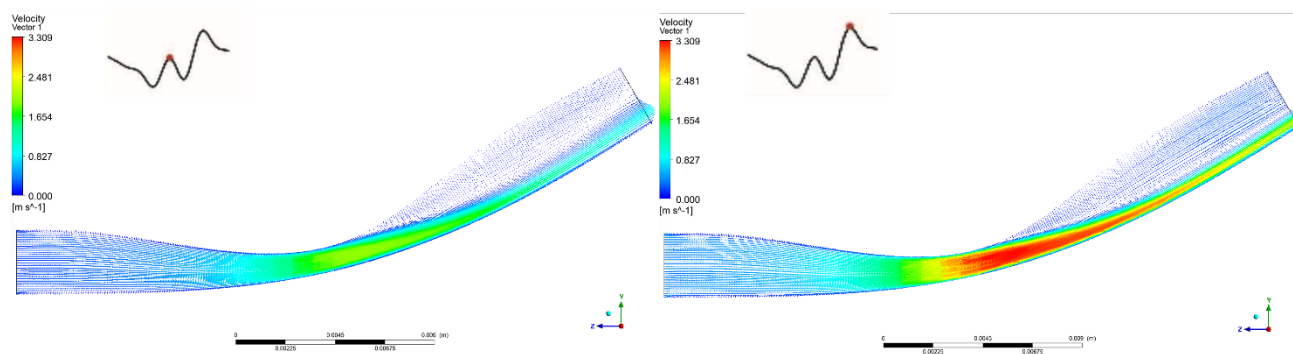 Velocity
Vector 1
3.309
2.481
1.654
0.827
0.000
[m s^-1]
Y
Z
0 0.0045 0.009 (m)
0.00225 0.00675
Velocity
Vector 1
3.309
2.481
1.654
0.827
0.000
[m s^-1]
Y
Z
0 0.0045 0.009 (m)
0.00225 0.00675